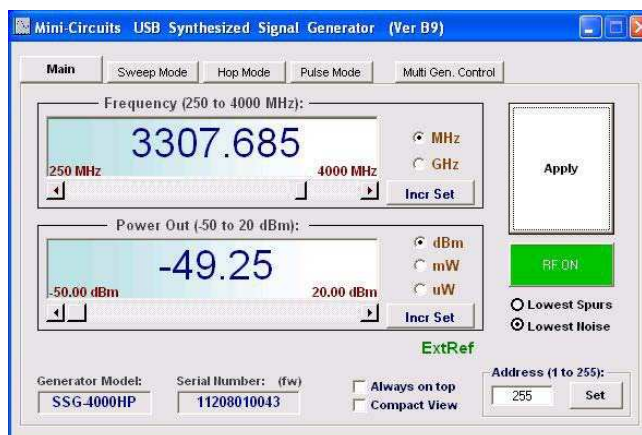 Mini-Circuits USB Synthesized Signal Generator (Ver B9)
Main Sweep Mode Hop Mode Pulse Mode Multi Gen. Control
Frequency (250 to 4000 MHz):
3307.685
250 MHz 4000 MHz
MHz
GHz
Incr Set
Apply
Power Out (-50 to 20 dBm):
-49.25
-50.00 dBm 20.00 dBm
dBm
mW
uW
Incr Set
RF ON
Lowest Spurs
Lowest Noise
ExtRef
Generator Model: Serial Number: (fw)
SSG-4000HP 11208010043
Always on top
Compact View
Address (1 to 255):
255 Set